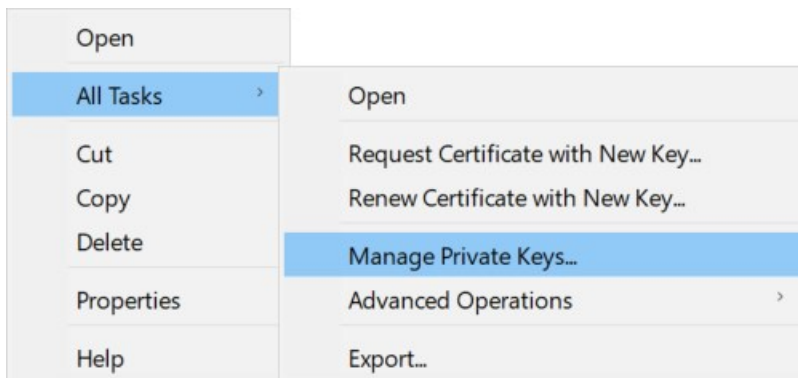 Open
All Tasks
Cut
Copy
Delete
Properties
Help
Open
Request Certificate with New Key...
Renew Certificate with New Key...
Manage Private Keys...
Advanced Operations
Export...